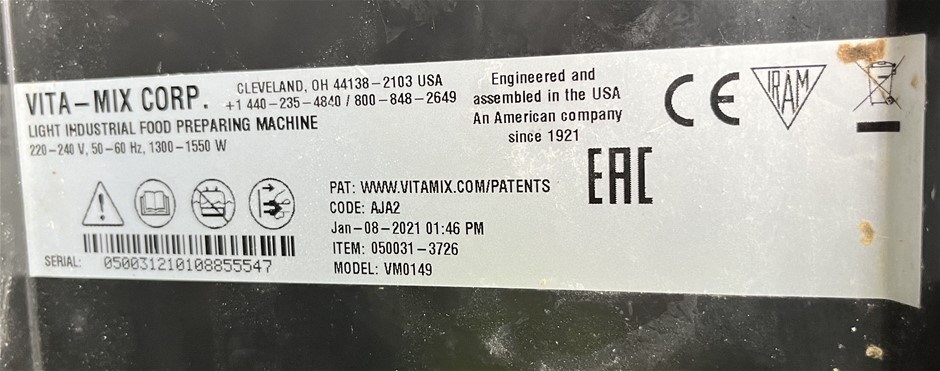 VITA-MIX CORP.
CLEVELAND, OH 44138-2103 USA
+1 440-235-4840 / 800-848-2649
LIGHT INDUSTRIAL FOOD PREPARING MACHINE
220-240 V, 50-60 Hz, 1300-1550 W
Engineered and
assembled in the USA
An American company
since 1921
CE
IRAM
EAC
PAT: WWW.VITAMIX.COM/PATENTS
CODE: AJA2
Jan-08-2021 01:46 PM
ITEM: 050031-3726
MODEL: VM0149
SERIAL: 050031210108855547